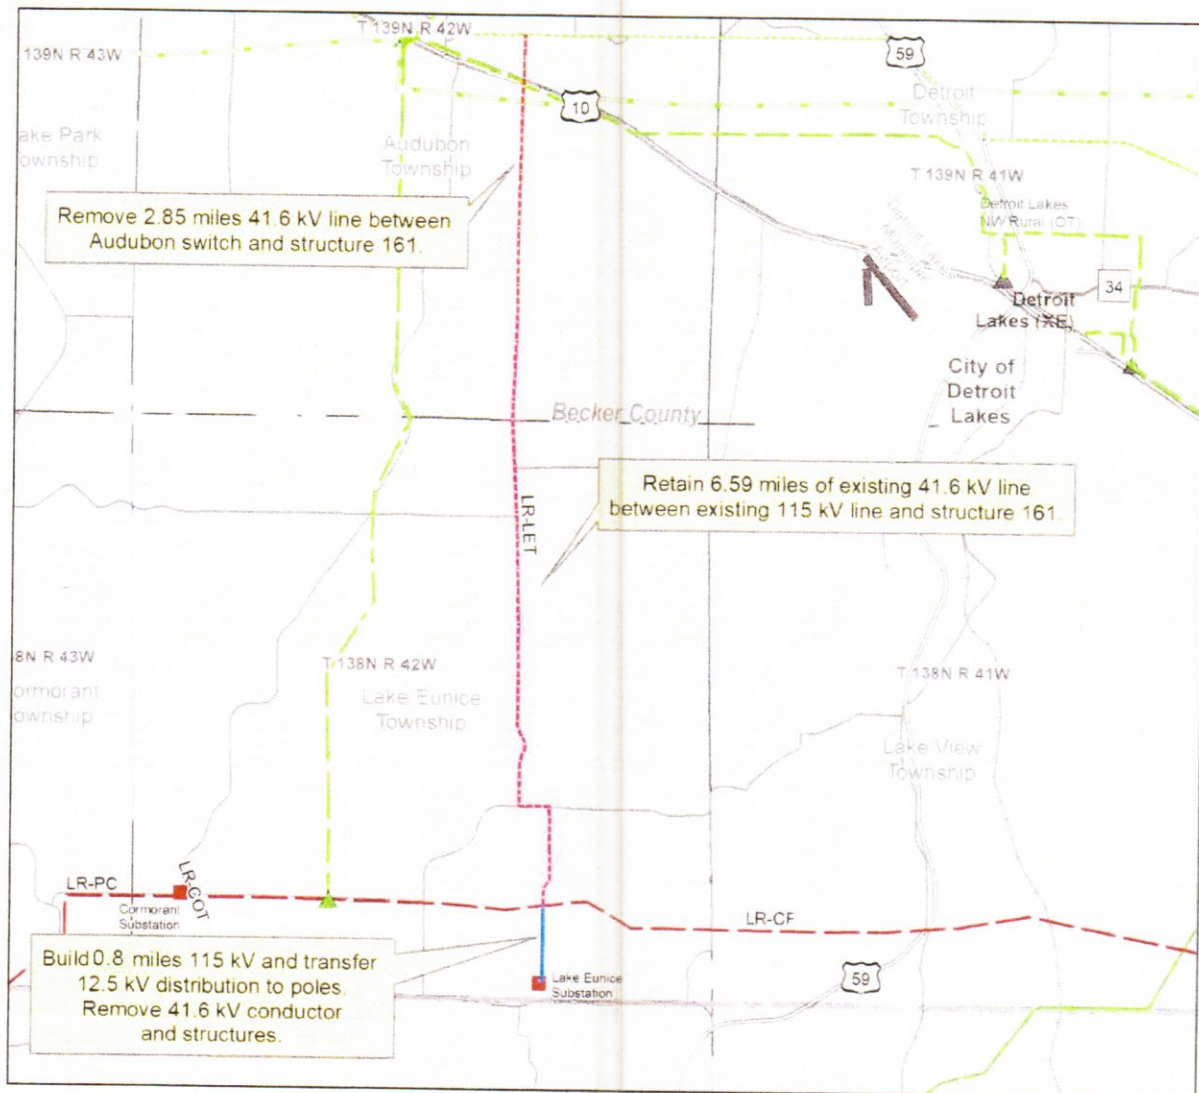 T 139N R 42W
139N R 43W
59
Detroit
Township
10
ake Park
ownship
Audubon
Township
T 139N R 41W
Detroit Lakes
NW Rural (OT)
Remove 2.85 miles 41.6 kV line between
Audubon switch and structure 161.
Detroit Lakes
Municipal
34
Detroit
Lakes (XE)
City of
Detroit
Lakes
Becker County
Retain 6.59 miles of existing 41.6 kV line
between existing 115 kV line and structure 161.
LR-LET
8N R 43W
ormorant
ownship
T 138N R 42W
Lake Eunice
Township
T 138N R 41W
Lake View
Township
LR-PC
LR-COT
Cormorant
Substation
LR-CF
Build 0.8 miles 115 kV and transfer
12.5 kV distribution to poles.
Remove 41.6 kV conductor
and structures.
Lake Eunice
Substation
59